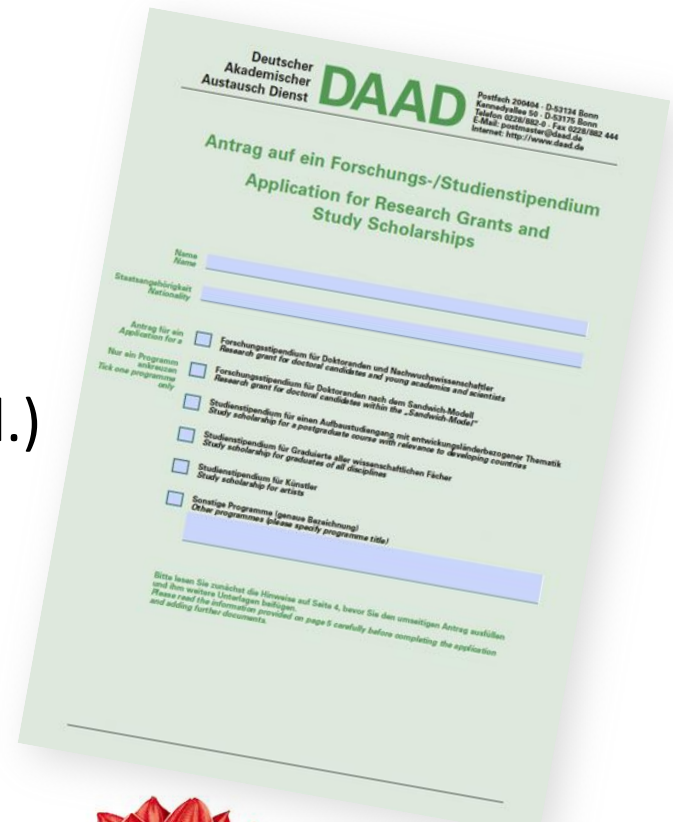 Deutscher
Akademischer
Austausch Dienst
DAAD
Postfach 200404 · D-53134 Bonn
Kennedyallee 50 · D-53175 Bonn
Telefon 0228/882-0 · Fax 0228/882 444
E-Mail: postmaster@daad.de
Internet: http://www.daad.de
Antrag auf ein Forschungs-/Studienstipendium
Application for Research Grants and
Study Scholarships
Name
Name
Staatsangehörigkeit
Nationality
Antrag für ein
Application for a
Nur ein Programm
ankreuzen
Tick one programme
only
Forschungsstipendium für Doktoranden und Nachwuchswissenschaftler
Research grant for doctoral candidates and young academics and scientists
Forschungsstipendium für Doktoranden nach dem Sandwich-Modell
Research grant for doctoral candidates within the „Sandwich-Model"
Studienstipendium für einen Aufbaustudiengang mit entwicklungsländerbezogener Thematik
Study scholarship for a postgraduate course with relevance to developing countries
Studienstipendium für Graduierte aller wissenschaftlichen Fächer
Study scholarship for graduates of all disciplines
Studienstipendium für Künstler
Study scholarship for artists
Sonstige Programme (genaue Bezeichnung)
Other programmes (please specify programme title)
Bitte lesen Sie zunächst die Hinweise auf Seite 4, bevor Sie den umseitigen Antrag ausfüllen
und ihm weitere Unterlagen beifügen.
Please read the information provided on page 5 carefully before completing the application
and adding further documents.
.)